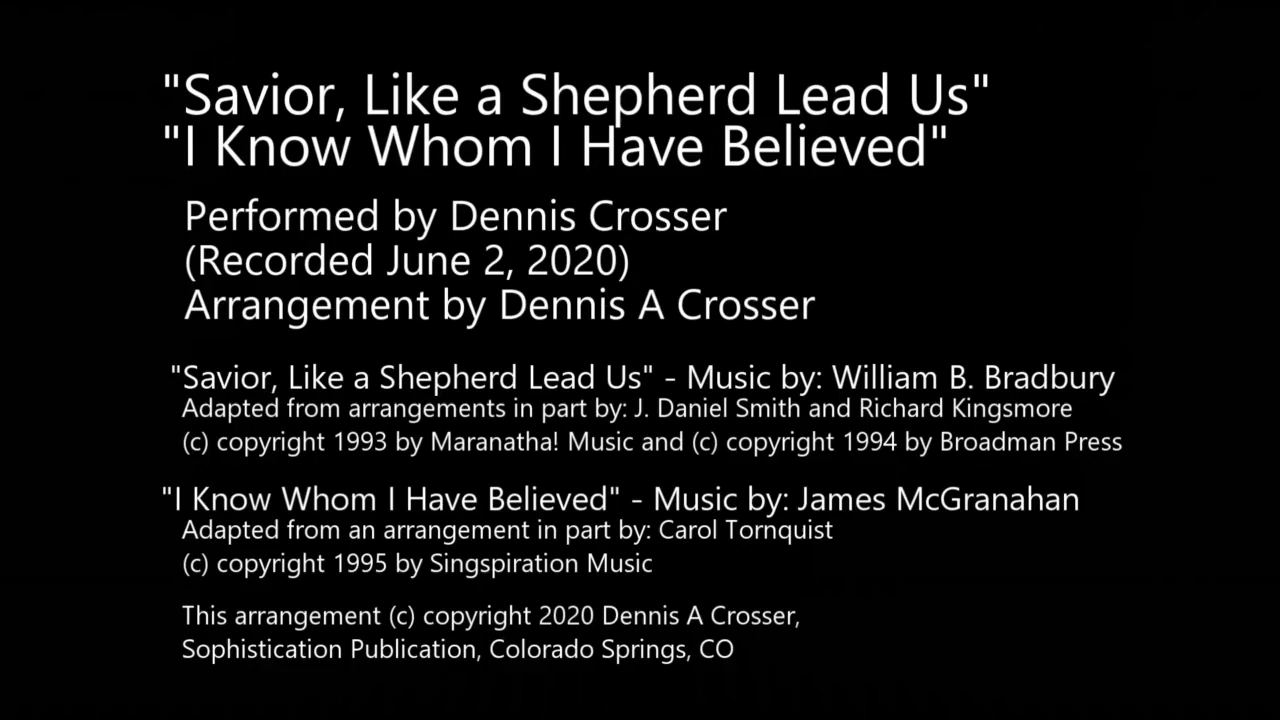 "Savior, Like a Shepherd Lead Us"
"I Know Whom I Have Believed"
Performed by Dennis Crosser
(Recorded June 2, 2020)
Arrangement by Dennis A Crosser
"Savior, Like a Shepherd Lead Us" - Music by: William B. Bradbury
Adapted from arrangements in part by: J. Daniel Smith and Richard Kingsmore
(c) copyright 1993 by Maranatha! Music and (c) copyright 1994 by Broadman Press
"I Know Whom I Have Believed" - Music by: James McGranahan
Adapted from an arrangement in part by: Carol Tornquist
(c) copyright 1995 by Singspiration Music
This arrangement (c) copyright 2020 Dennis A Crosser,
Sophistication Publication, Colorado Springs, CO